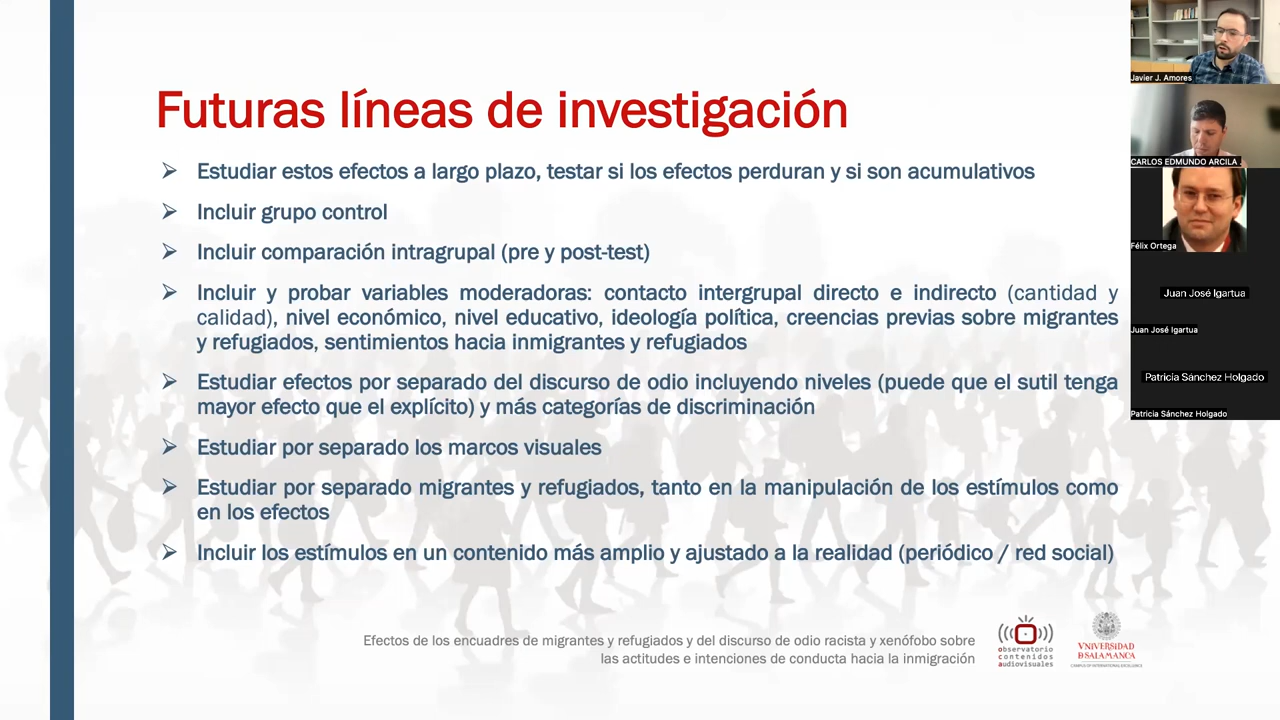 Futuras líneas de investigación
Estudiar estos efectos a largo plazo, testar si los efectos perduran y si son acumulativos
Incluir grupo control
Incluir comparación intragrupal (pre y post-test)
Incluir y probar variables moderadoras: contacto intergrupal directo e indirecto (cantidad y
calidad), nivel económico, nivel educativo, ideología política, creencias previas sobre migrantes
y refugiados, sentimientos hacia inmigrantes y refugiados
Estudiar efectos por separado del discurso de odio incluyendo niveles (puede que el sutil tenga
mayor efecto que el explícito) y más categorías de discriminación
Estudiar por separado los marcos visuales
Estudiar por separado migrantes y refugiados, tanto en la manipulación de los estímulos como
en los efectos
Incluir los estímulos en un contenido más amplio y ajustado a la realidad (periódico / red social)
Efectos de los encuadres de migrantes y refugiados y del discurso de odio racista y xenófobo sobre
las actitudes e intenciones de conducta hacia la inmigración
observatorio
contenidos
audiovisuales
VNIVERSIDAD
D SALAMANCA
CAMPUS OF INTERNATIONAL EXCELLENCE
Javier J. Amores
CARLOS EDMUNDO ARCILA
Félix Ortega
Juan José Igartua
Juan José Igartua
Patricia Sánchez Holgado
Patricia Sánchez Holgado